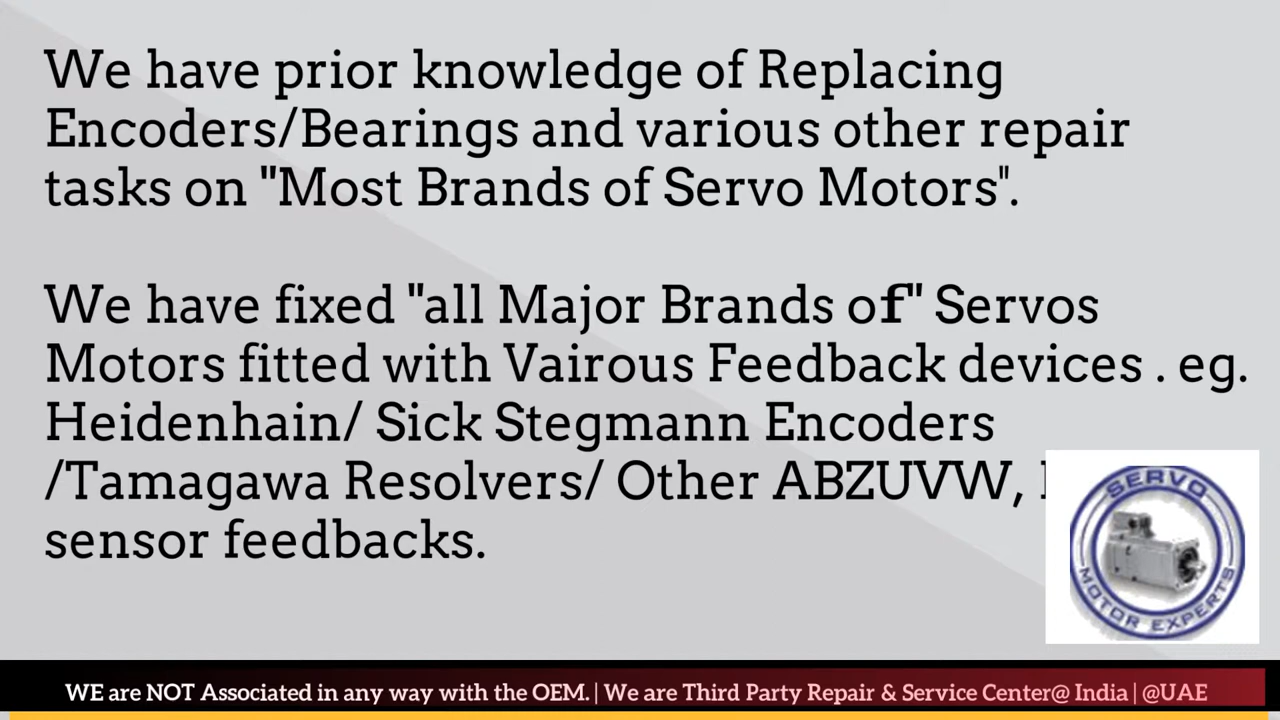 We have prior knowledge of Replacing
Encoders/Bearings and various other repair
tasks on "Most Brands of Servo Motors".
We have fixed "all Major Brands of" Servos
Motors fitted with Vairous Feedback devices . eg.
Heidenhain/ Sick Stegmann Encoders
/Tamagawa Resolvers/ Other ABZUVW,
sensor feedbacks.
SERVO
MOTOR EXPERTS
WE are NOT Associated in any way with the OEM. | We are Third Party Repair & Service Center@ India | @UAE